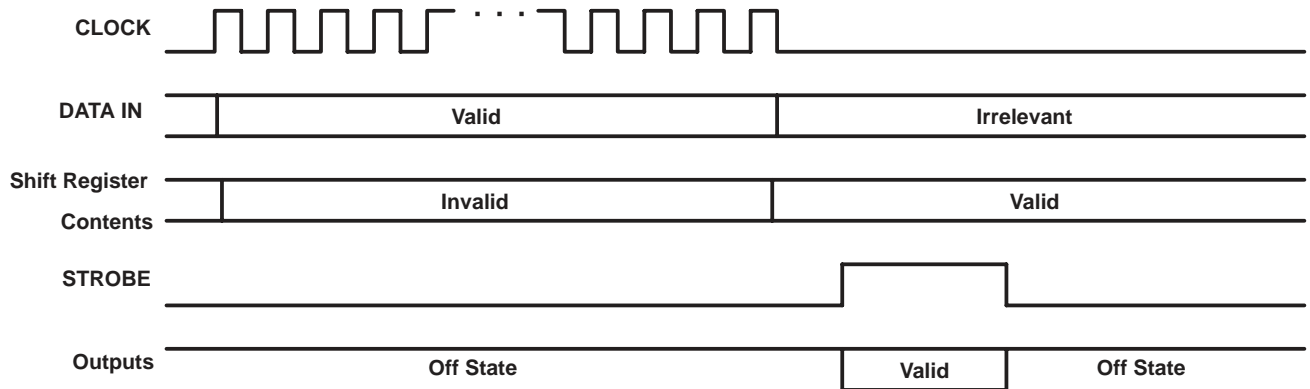 CLOCK
. . .
DATA IN
Valid
Irrelevant
Shift Register
Contents
Invalid
Valid
STROBE
Outputs
Off State
Valid
Off State